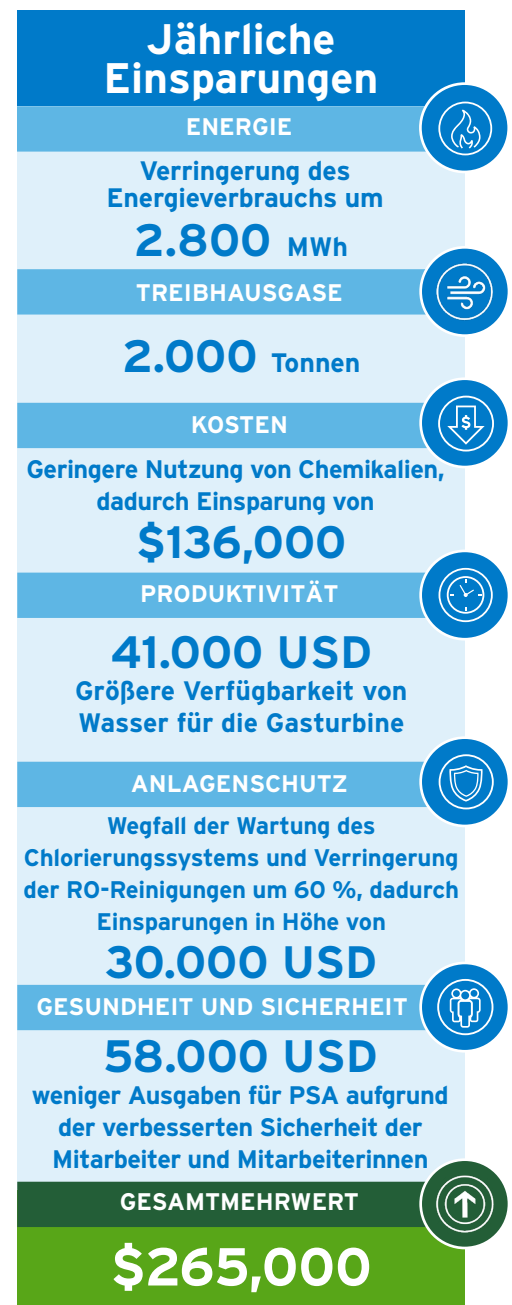 Jährliche
Einsparungen
ENERGIE
Verringerung des
Energieverbrauchs um
2.800 MWh
TREIBHAUSGASE
2.000 Tonnen
KOSTEN
$
Geringere Nutzung von Chemikalien,
dadurch Einsparung von
$136,000
PRODUKTIVITÄT
41.000 USD
Größere Verfügbarkeit von
Wasser für die Gasturbine
ANLAGENSCHUTZ
Wegfall der Wartung des
Chlorierungssystems und Verringerung
der RO-Reinigungen um 60 %, dadurch
Einsparungen in Höhe von
30.000 USD
GESUNDHEIT UND SICHERHEIT
58.000 USD
weniger Ausgaben für PSA aufgrund
der verbesserten Sicherheit der
Mitarbeiter und Mitarbeiterinnen
GESAMTMEHRWERT
$265,000